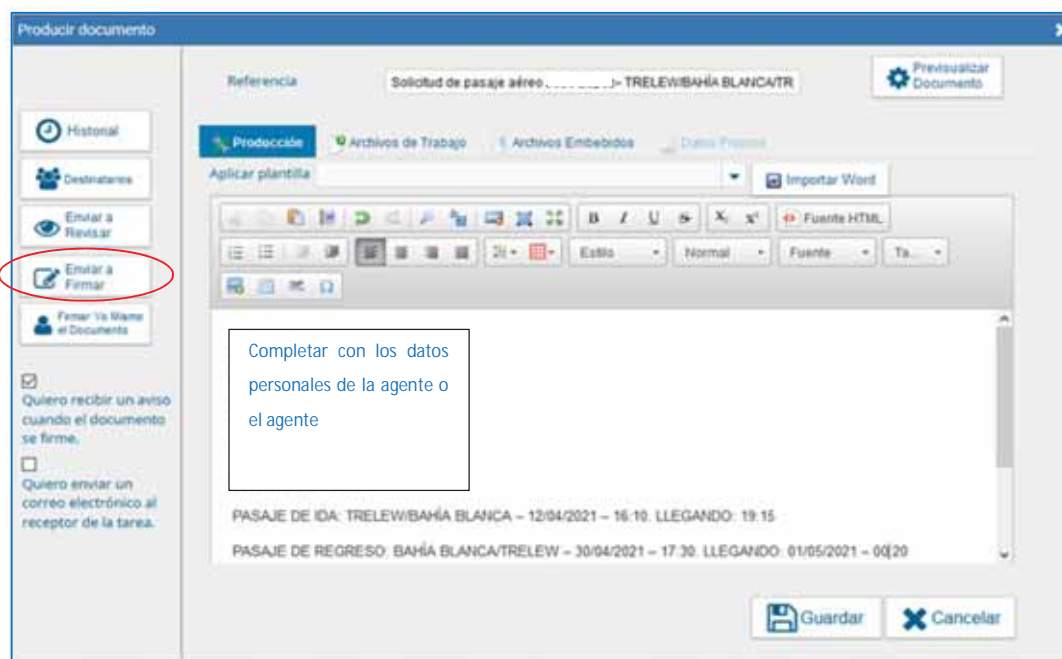 Producir documento
Referencia
Solicitud de pasaje aéreo - TRELEW/BAHÍA BLANCA/TR
Previsualizar
Documento
Historial
Destinatarios
Enviar a
Revisar
Enviar a
Firmar
Firmar Yo Mismo
el Documento
Quiero recibir un aviso
cuando el documento
se firme.
Quiero enviar un
correo electrónico al
receptor de la tarea.
Producción
Archivos de Trabajo
Archivos Embebidos
Datos Propios
Aplicar plantilla
Importar Word
B I U S X₂ x²
Fuente HTML
Estilo
Normal
Fuente
Ta...
Ω
Completar con los datos
personales de la agente o
el agente
PASAJE DE IDA: TRELEW/BAHÍA BLANCA – 12/04/2021 – 16:10. LLEGANDO: 19:15
PASAJE DE REGRESO: BAHÍA BLANCA/TRELEW – 30/04/2021 – 17:30. LLEGANDO: 01/05/2021 – 00:20
Guardar
Cancelar